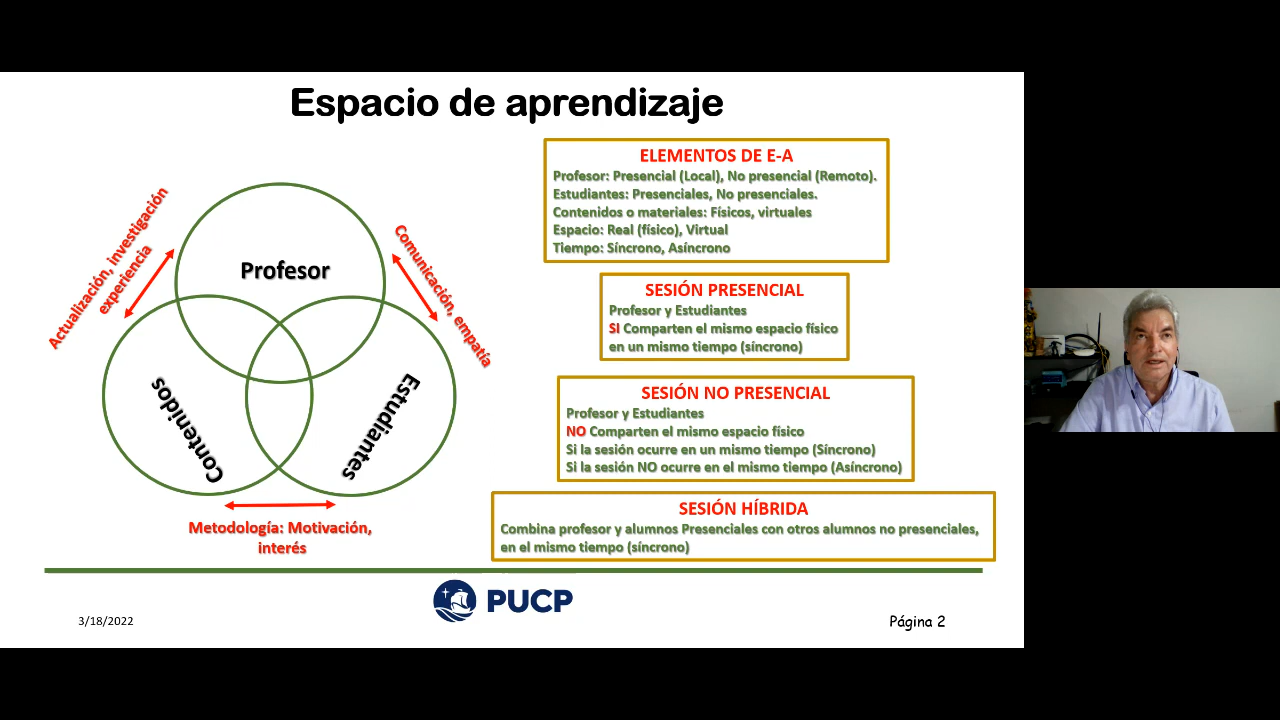 Espacio de aprendizaje
Actualización, investigación
experiencia
Profesor
Comunicación, empatía
Contenidos
Estudiantes
Metodología: Motivación,
interés
ELEMENTOS DE E-A
Profesor: Presencial (Local), No presencial (Remoto).
Estudiantes: Presenciales, No presenciales.
Contenidos o materiales: Físicos, virtuales
Espacio: Real (físico), Virtual
Tiempo: Síncrono, Asíncrono
SESIÓN PRESENCIAL
Profesor y Estudiantes
SI Comparten el mismo espacio físico
en un mismo tiempo (síncrono)
SESIÓN NO PRESENCIAL
Profesor y Estudiantes
NO Comparten el mismo espacio físico
Si la sesión ocurre en un mismo tiempo (Síncrono)
Si la sesión NO ocurre en el mismo tiempo (Asíncrono)
SESIÓN HÍBRIDA
Combina profesor y alumnos Presenciales con otros alumnos no presenciales,
en el mismo tiempo (síncrono)
3/18/2022
PUCP
Página 2